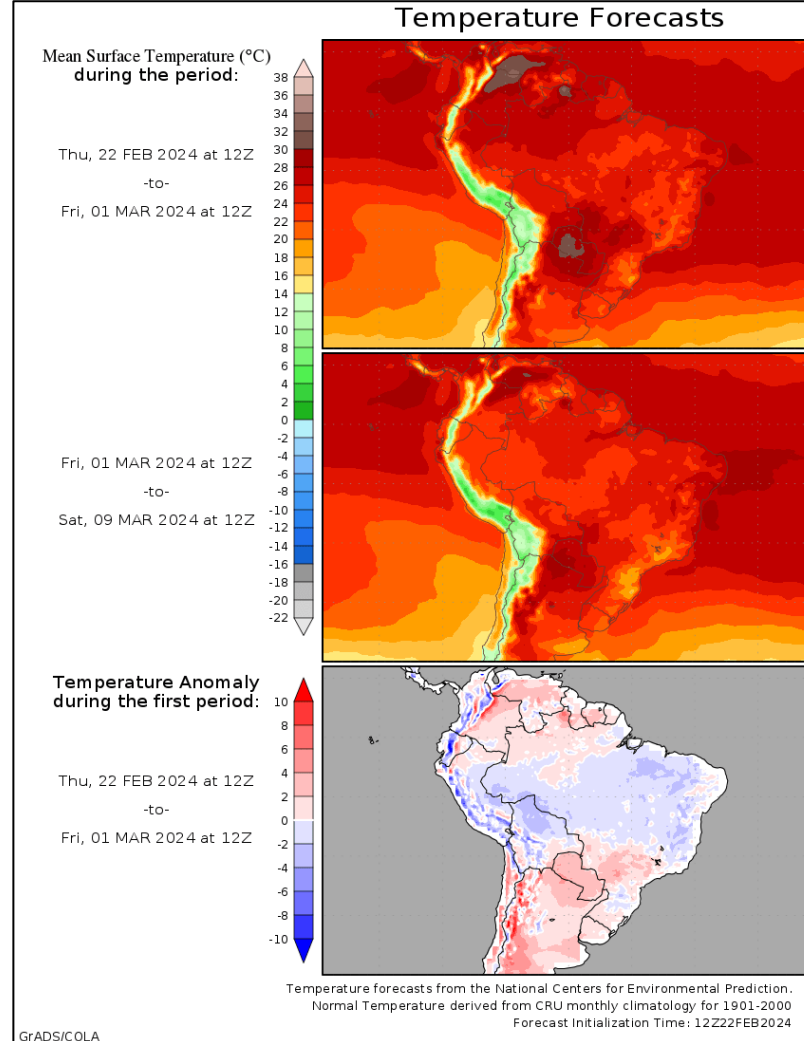 Temperature Forecasts
Mean Surface Temperature (°C)
during the period:
Thu, 22 FEB 2024 at 12Z
-to-
Fri, 01 MAR 2024 at 12Z
38
36
34
32
30
28
26
24
22
20
18
16
14
12
10
8
6
4
2
0
-2
-4
-6
-8
-10
-12
-14
-16
-18
-20
-22
Fri, 01 MAR 2024 at 12Z
-to-
Sat, 09 MAR 2024 at 12Z
Temperature Anomaly
during the first period:
Thu, 22 FEB 2024 at 12Z
-to-
Fri, 01 MAR 2024 at 12Z
10
8
6
4
2
0
-2
-4
-6
-8
-10
Temperature forecasts from the National Centers for Environmental Prediction.
Normal Temperature derived from CRU monthly climatology for 1901-2000
Forecast Initialization Time: 12Z22FEB2024
GrADS/COLA